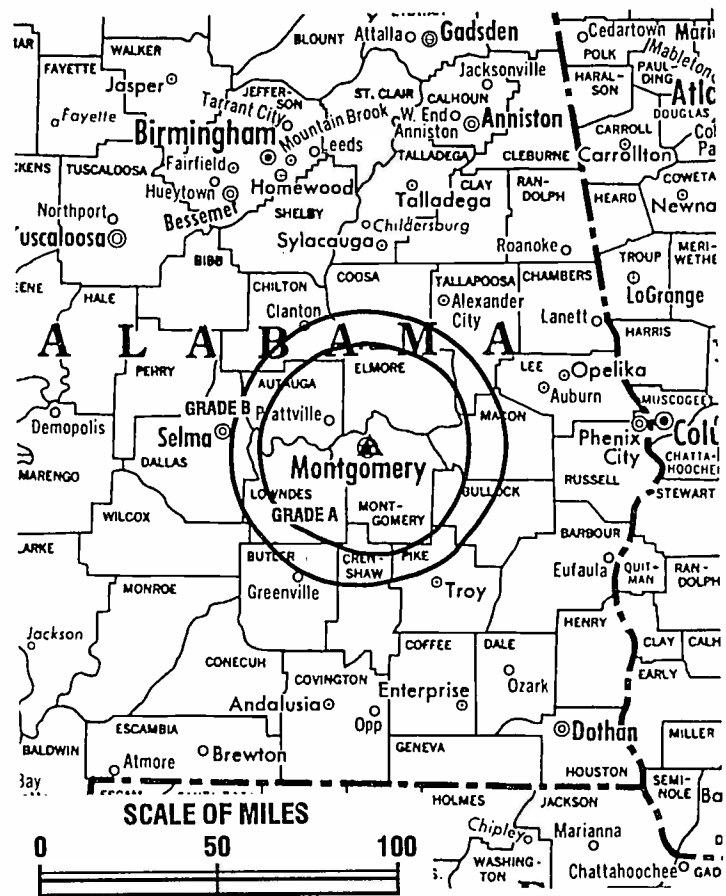 BLOUNT
Attalla
Gadsden
Cedartown
WALKER
POLK
Mableton
FAYETTE
Jasper
Jacksonville
HARAL-
SON
PAUL-
DING
JEFFER-
SON
ST. CLAIR
CALHOUN
DOUGLAS
Tarrant City
Fayette
Mountain Brook
W. End
Anniston
Anniston
Birmingham
CARROLL
Leeds
TALLADEGA
CLEBURNE
Carrollton
TUSCALOOSA
Fairfield
Homewood
CLAY
RAN-
DOLPH
COWETA
Hueytown
Talladega
HEARD
Newna
Northport
Bessemer
SHELBY
Childersburg
uscaloosa
Sylacauga
Roanoke
MERI-
WETHE
BIBB
TROUP
COOSA
TALLAPOOSA
CHAMBERS
LaGrange
HALE
CHILTON
Alexander
City
Clanton
Lanett
HARRIS
ALABAMA
PERRY
ELMORE
LEE
Opelika
AUTAUGA
Auburn
MUSCOGEE
GRADE B
Prattville
MACON
Demopolis
Selma
Phenix
City
Colu
DALLAS
Montgomery
CHATTA-
HOOCHEE
MARENGO
RUSSELL
LOWNDES
BULLOCK
STEWART
GRADE A
MONT-
GOMERY
WILCOX
BARBOUR
BUTLER
CREN-
SHAW
PIKE
Eufaula
QUIT-
MAN
RAN-
DOLPH
MONROE
Greenville
Troy
HENRY
Jackson
COFFEE
DALE
CLAY
CALH
CONECUH
EARLY
COVINGTON
Enterprise
Ozark
Andalusia
Opp
ESCAMBIA
Dothan
MILLER
BALDWIN
Brewton
GENEVA
Atmore
HOUSTON
SEMI-
NOLE
Bay
SCALE OF MILES
HOLMES
JACKSON
Chipley
Marianna
0 50 100
WASHING-
TON
Chattahoochee
GAD